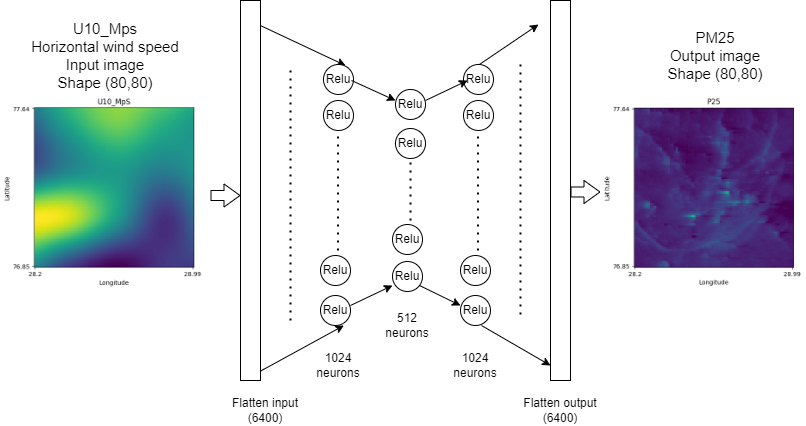 U10_Mps
Horizontal wind speed
Input image
Shape (80,80)
U10_MpS
77.64
Latitude
76.85
28.2
28.99
Longitude
Relu
Relu
Relu
Relu
1024
neurons
Relu
Relu
Relu
Relu
512
neurons
Relu
Relu
Relu
Relu
1024
neurons
Flatten input
(6400)
Flatten output
(6400)
PM25
Output image
Shape (80,80)
P25
77.64
Latitude
76.85
28.2
28.99
Longitude